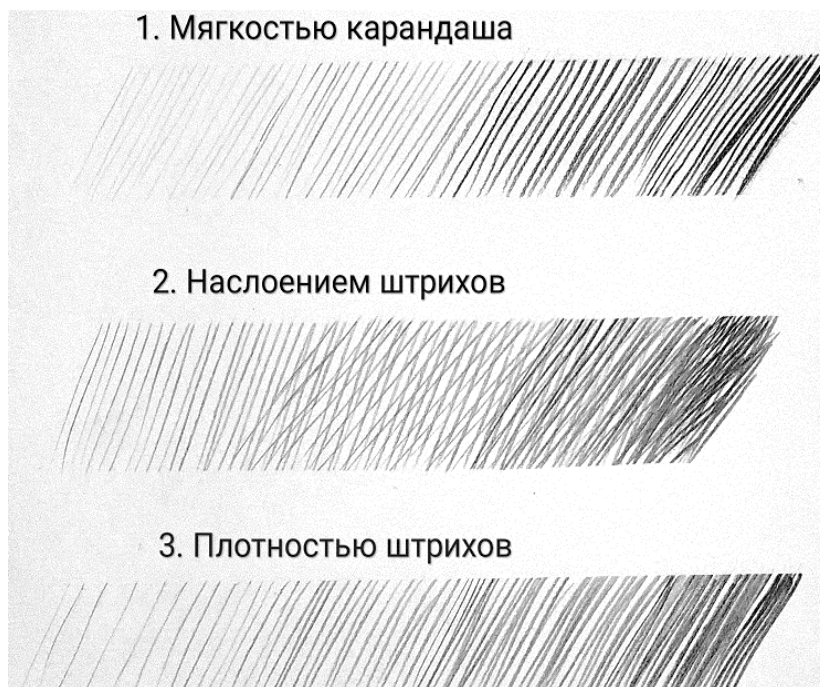 1. Мягкостью карандаша
2. Наслоением штрихов
3. Плотностью штрихов